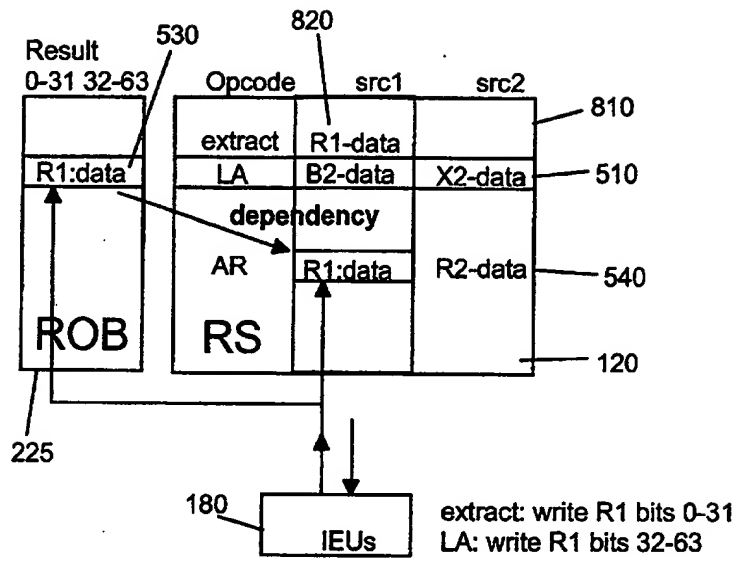 820
530
Result
0-31 32-63
Opcode src1 src2
810
extract R1-data
R1:data LA B2-data X2-data 510
dependency
AR R1:data R2-data 540
ROB RS
120
225
180
IEUs
extract: write R1 bits 0-31
LA: write R1 bits 32-63